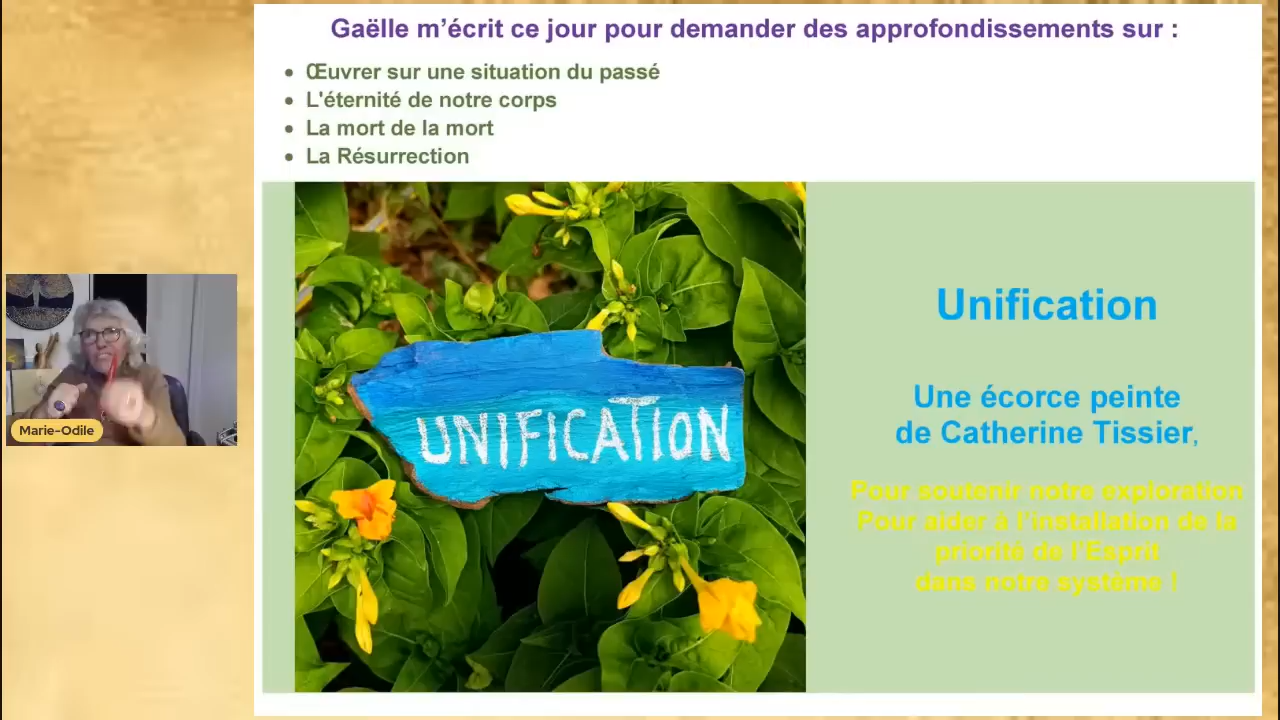 Gaëlle m’écrit ce jour pour demander des approfondissements sur :
• Œuvrer sur une situation du passé
• L'éternité de notre corps
• La mort de la mort
• La Résurrection
UNIFICATION
Unification
Une écorce peinte
de Catherine Tissier,
Pour soutenir notre exploration
Pour aider à l'installation de la
priorité de l'Esprit
dans notre système !
Marie-Odile